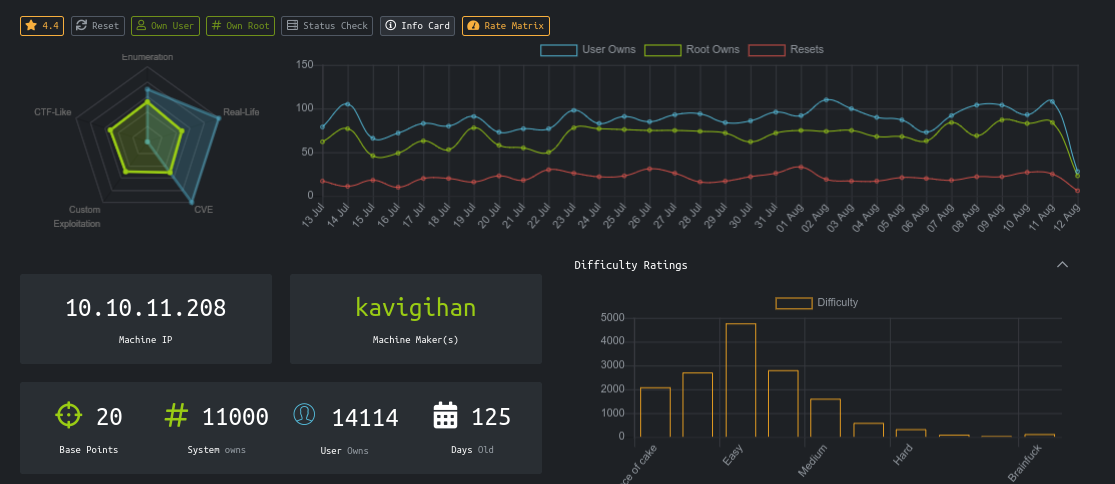 4.4 Reset Own User # Own Root Status Check Info Card Rate Matrix
Enumeration
CTF-Like
Real-Life
Custom
Exploitation
CVE
User Owns Root Owns Resets
150
100
50
0
13 Jul 14 Jul 15 Jul 16 Jul 17 Jul 18 Jul 19 Jul 20 Jul 21 Jul 22 Jul 23 Jul 24 Jul 25 Jul 26 Jul 27 Jul 28 Jul 29 Jul 30 Jul 31 Jul 01 Aug 02 Aug 03 Aug 04 Aug 05 Aug 06 Aug 07 Aug 08 Aug 09 Aug 10 Aug 11 Aug 12 Aug
10.10.11.208
Machine IP
kavigihan
Machine Maker(s)
20
Base Points
# 11000
System owns
14114
User Owns
125
Days Old
Difficulty Ratings
Difficulty
5000
4000
3000
2000
1000
0
ce of cake Easy Medium Hard Brainfuck